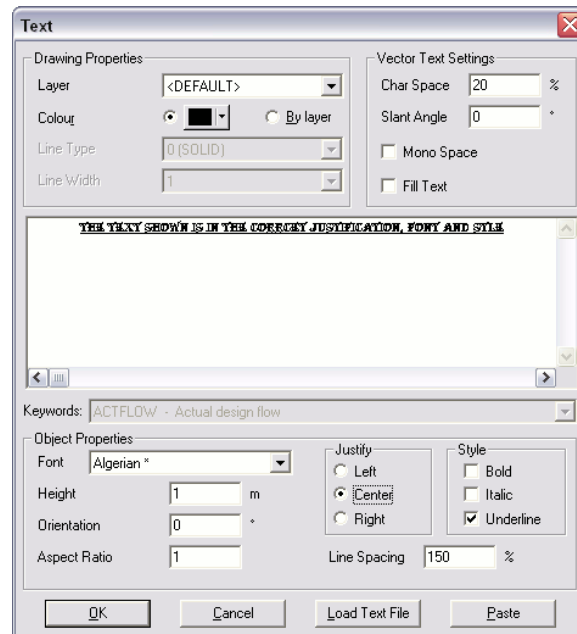 Text
Drawing Properties
Layer <DEFAULT>
Colour By layer
Line Type 0 (SOLID)
Line Width 1
Vector Text Settings
Char Space 20 %
Slant Angle 0 °
Mono Space
Fill Text
THE TEXT SHOWN IS IN THE CORRECT JUSTIFICATION, FONT AND STLE
Keywords: ACTFLOW - Actual design flow
Object Properties
Font Algerian *
Height 1 m
Orientation 0 °
Aspect Ratio 1
Justify
Left
Center
Right
Style
Bold
Italic
Underline
Line Spacing 150 %
OK Cancel Load Text File Paste